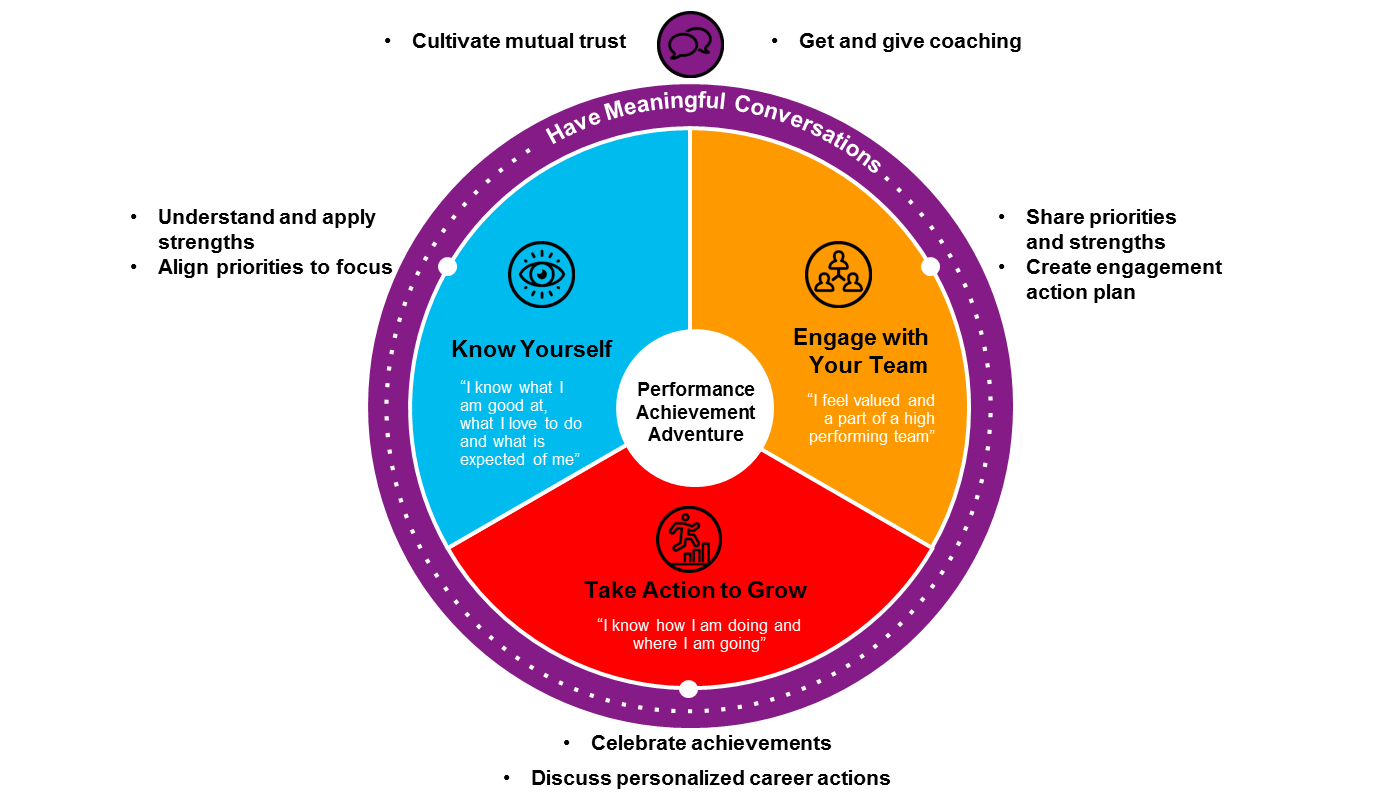 • Cultivate mutual trust
• Get and give coaching
Have Meaningful Conversations
• Understand and apply
strengths
• Align priorities to focus
• Share priorities
and strengths
• Create engagement
action plan
Know Yourself
“I know what I
am good at,
what I love to do
and what is
expected of me”
Performance
Achievement
Adventure
Engage with
Your Team
“I feel valued and
a part of a high
performing team”
Take Action to Grow
“I know how I am doing and
where I am going”
• Celebrate achievements
• Discuss personalized career actions